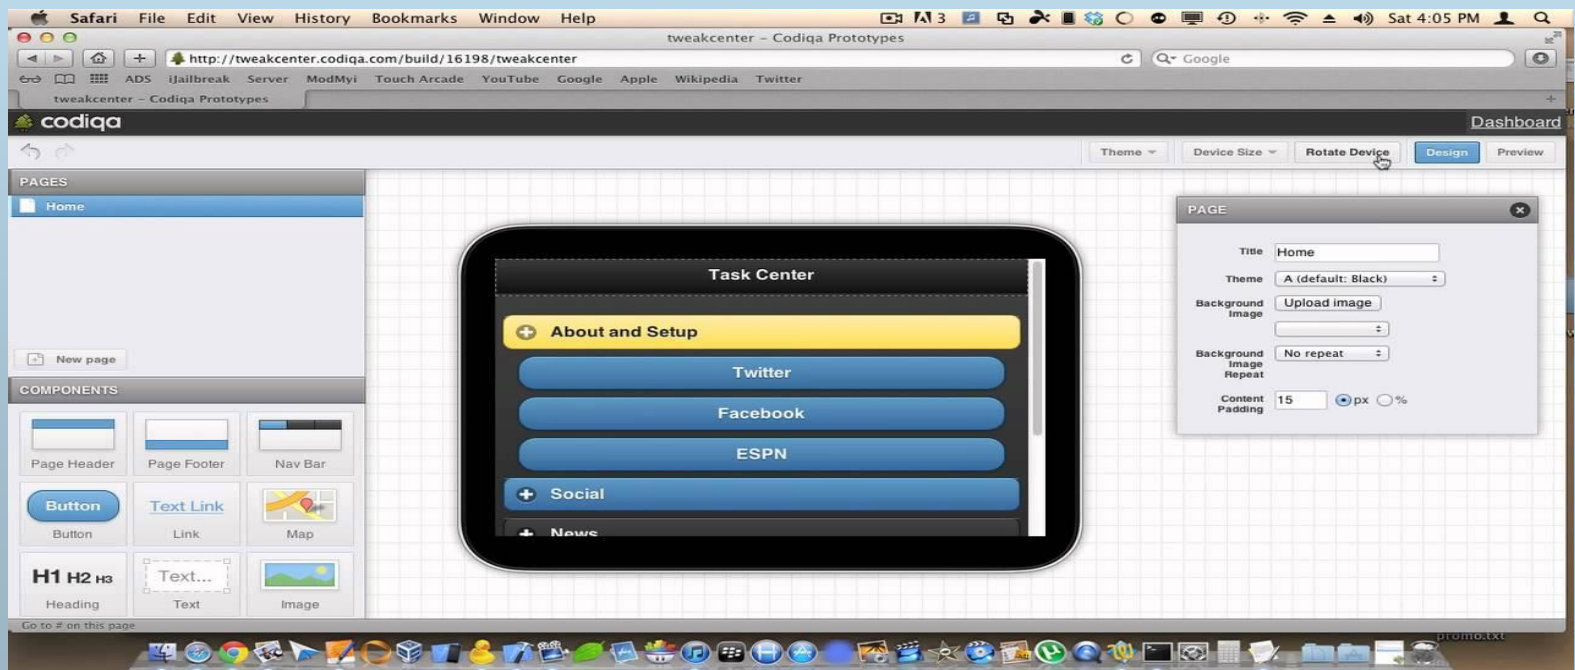 Safari File Edit View History Bookmarks Window Help 3 Sat 4:05 PM
tweakcenter – Codiqa Prototypes
http://tweakcenter.codiqa.com/build/16198/tweakcenter Google
ADS iJailbreak Server ModMyi Touch Arcade YouTube Google Apple Wikipedia Twitter
tweakcenter – Codiqa Prototypes
codiqa Dashboard
Theme Device Size Rotate Device Design Preview
PAGES
Home
New page
COMPONENTS
Page Header Page Footer Nav Bar
Button Text Link
Button Link Map
H1 H2 H3 Text...
Heading Text Image
Task Center
About and Setup
Twitter
Facebook
ESPN
Social
News
PAGE
Title Home
Theme A (default: Black)
Background Image Upload image
Background Image Repeat No repeat
Content Padding 15 px %
Go to # on this page
promo.txt